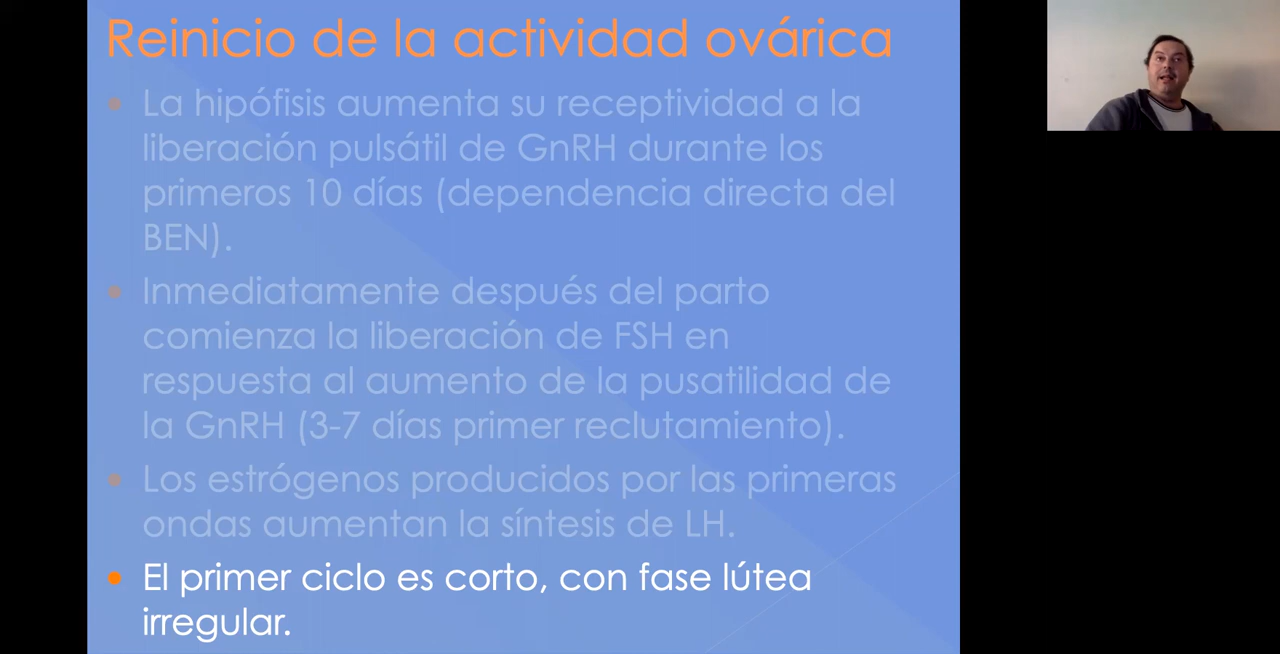 Reinicio de la actividad ovárica
• La hipófisis aumenta su receptividad a la
liberación pulsátil de GnRH durante los
primeros 10 días (dependencia directa del
BEN).
• Inmediatamente después del parto
comienza la liberación de FSH en
respuesta al aumento de la pusatilidad de
la GnRH (3-7 días primer reclutamiento).
• Los estrógenos producidos por las primeras
ondas aumentan la síntesis de LH.
• El primer ciclo es corto, con fase lútea
irregular.